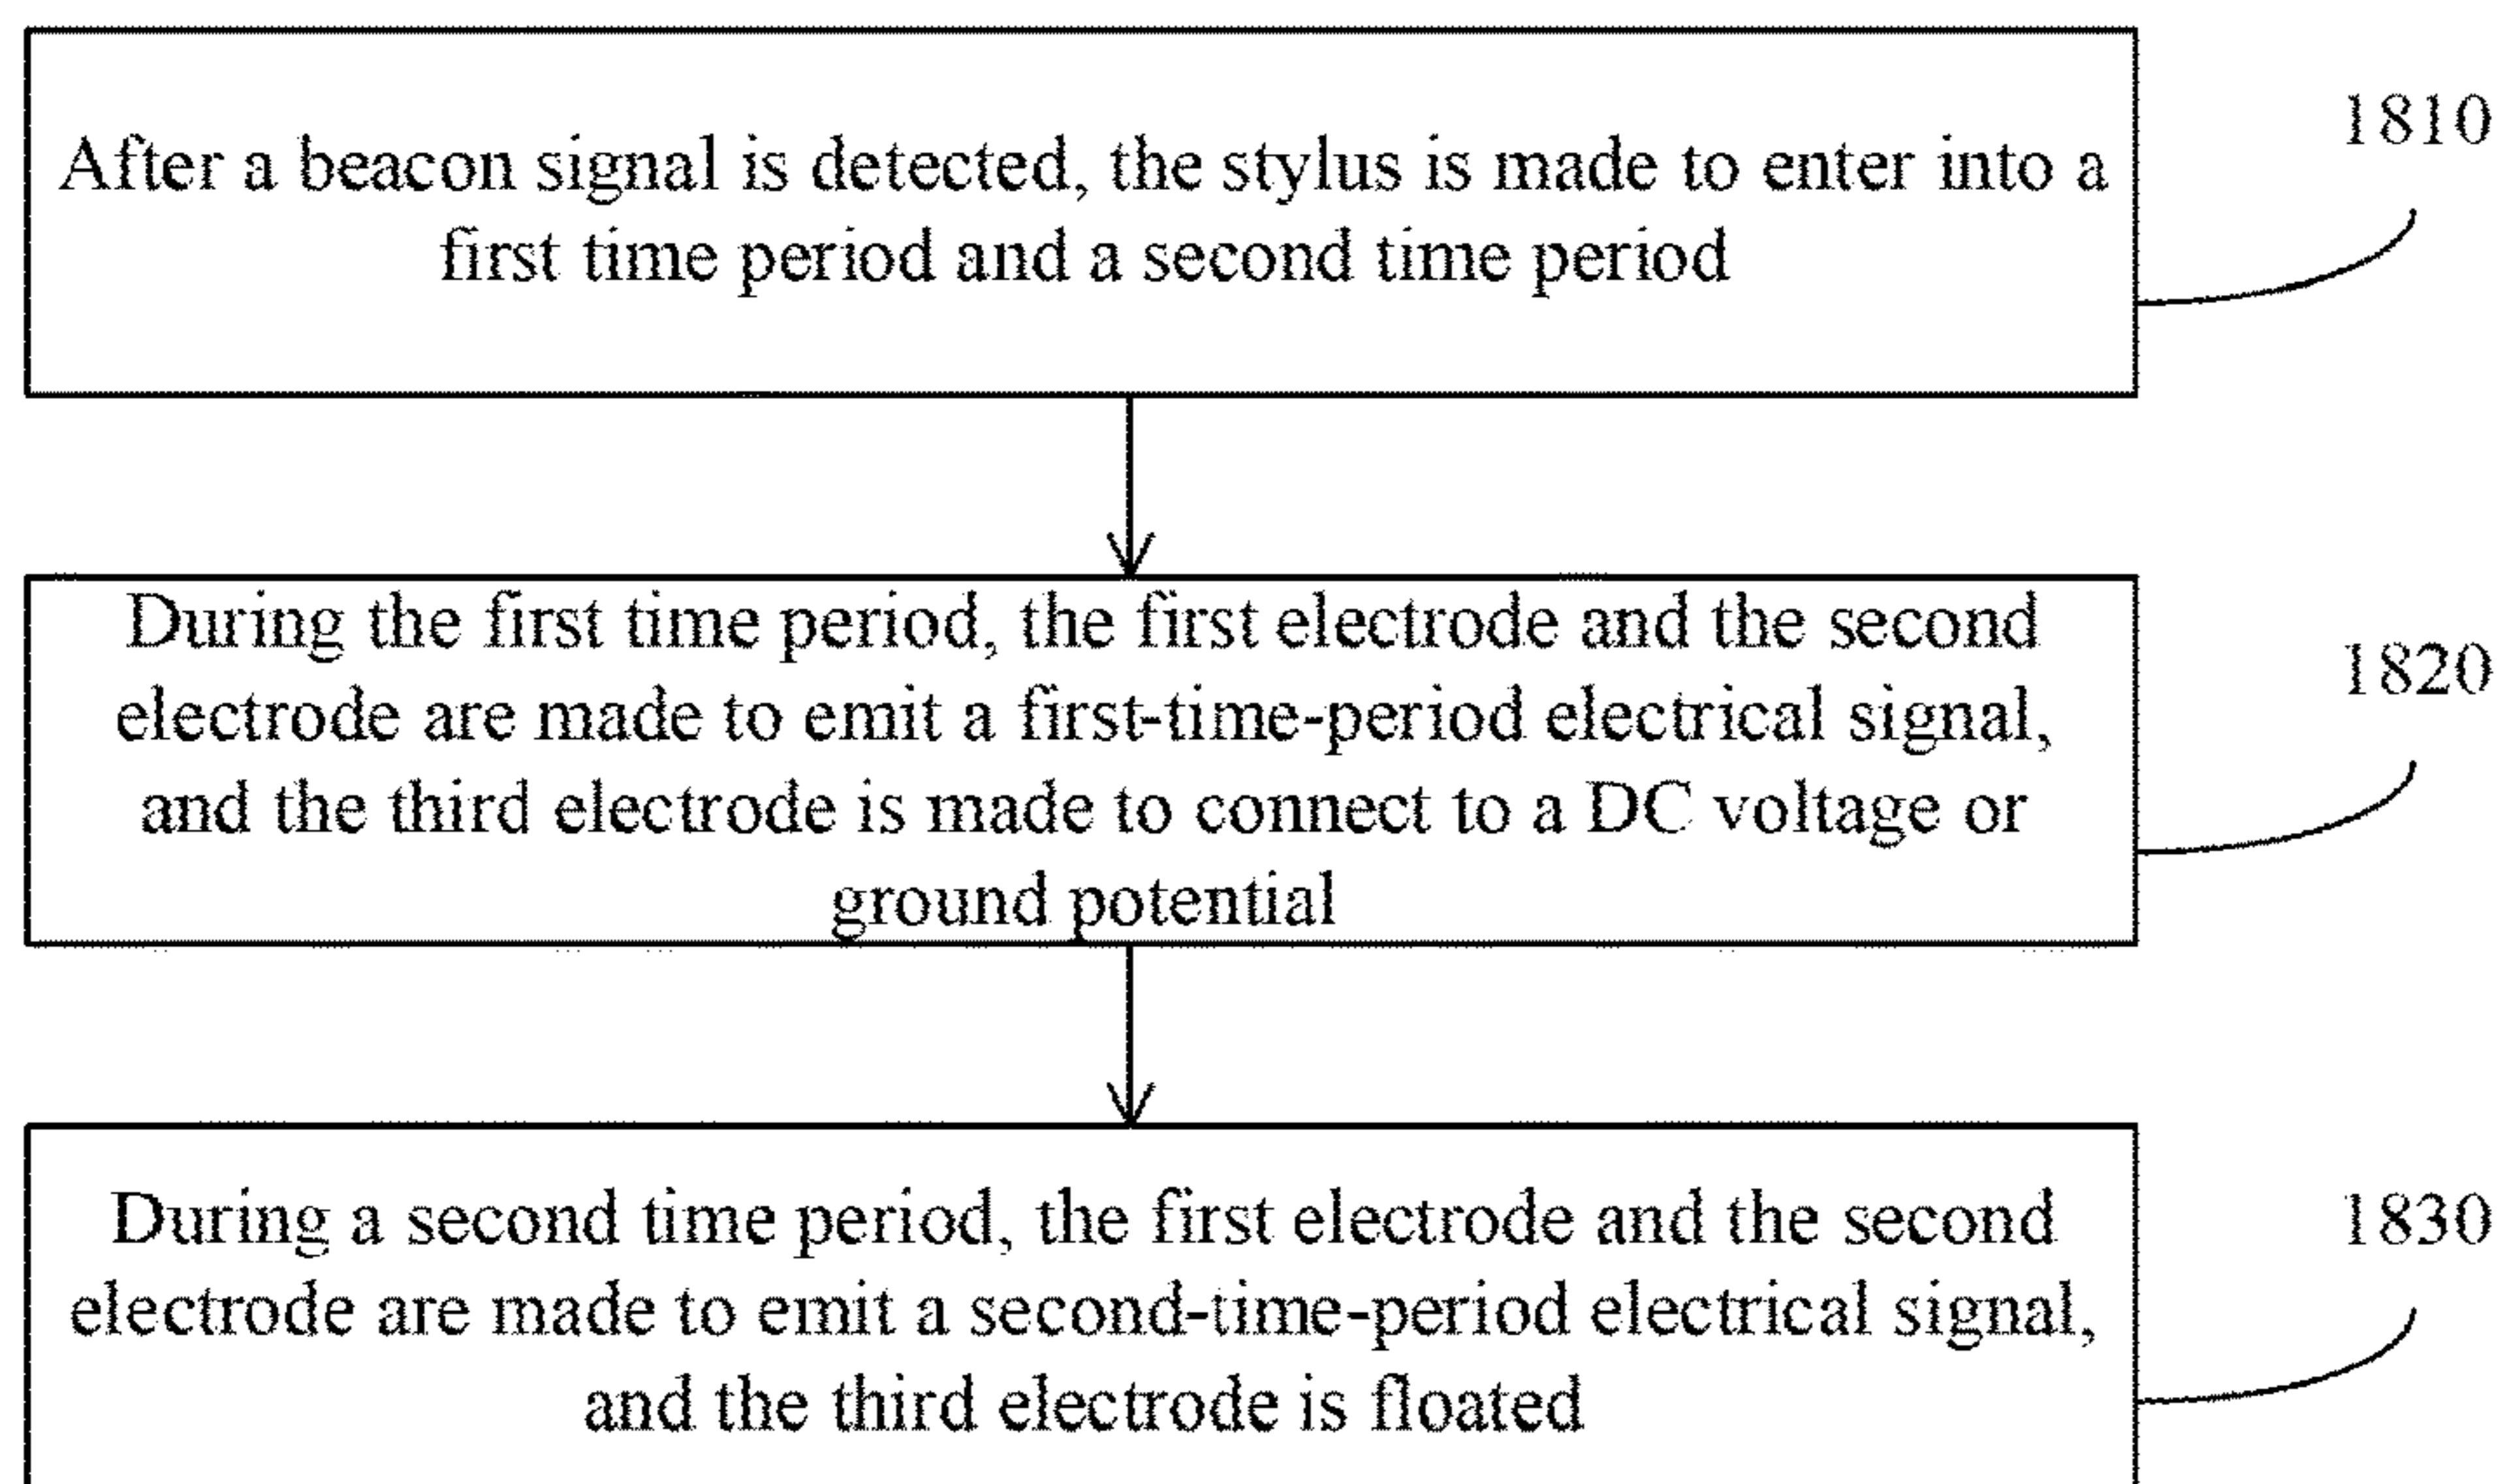 After a beacon signal is detected, the stylus is made to enter into a
first time period and a second time period
1810
During the first time period, the first electrode and the second
electrode are made to emit a first-time-period electrical signal,
and the third electrode is made to connect to a DC voltage or
ground potential
1820
During a second time period, the first electrode and the second
electrode are made to emit a second-time-period electrical signal,
and the third electrode is floated
1830